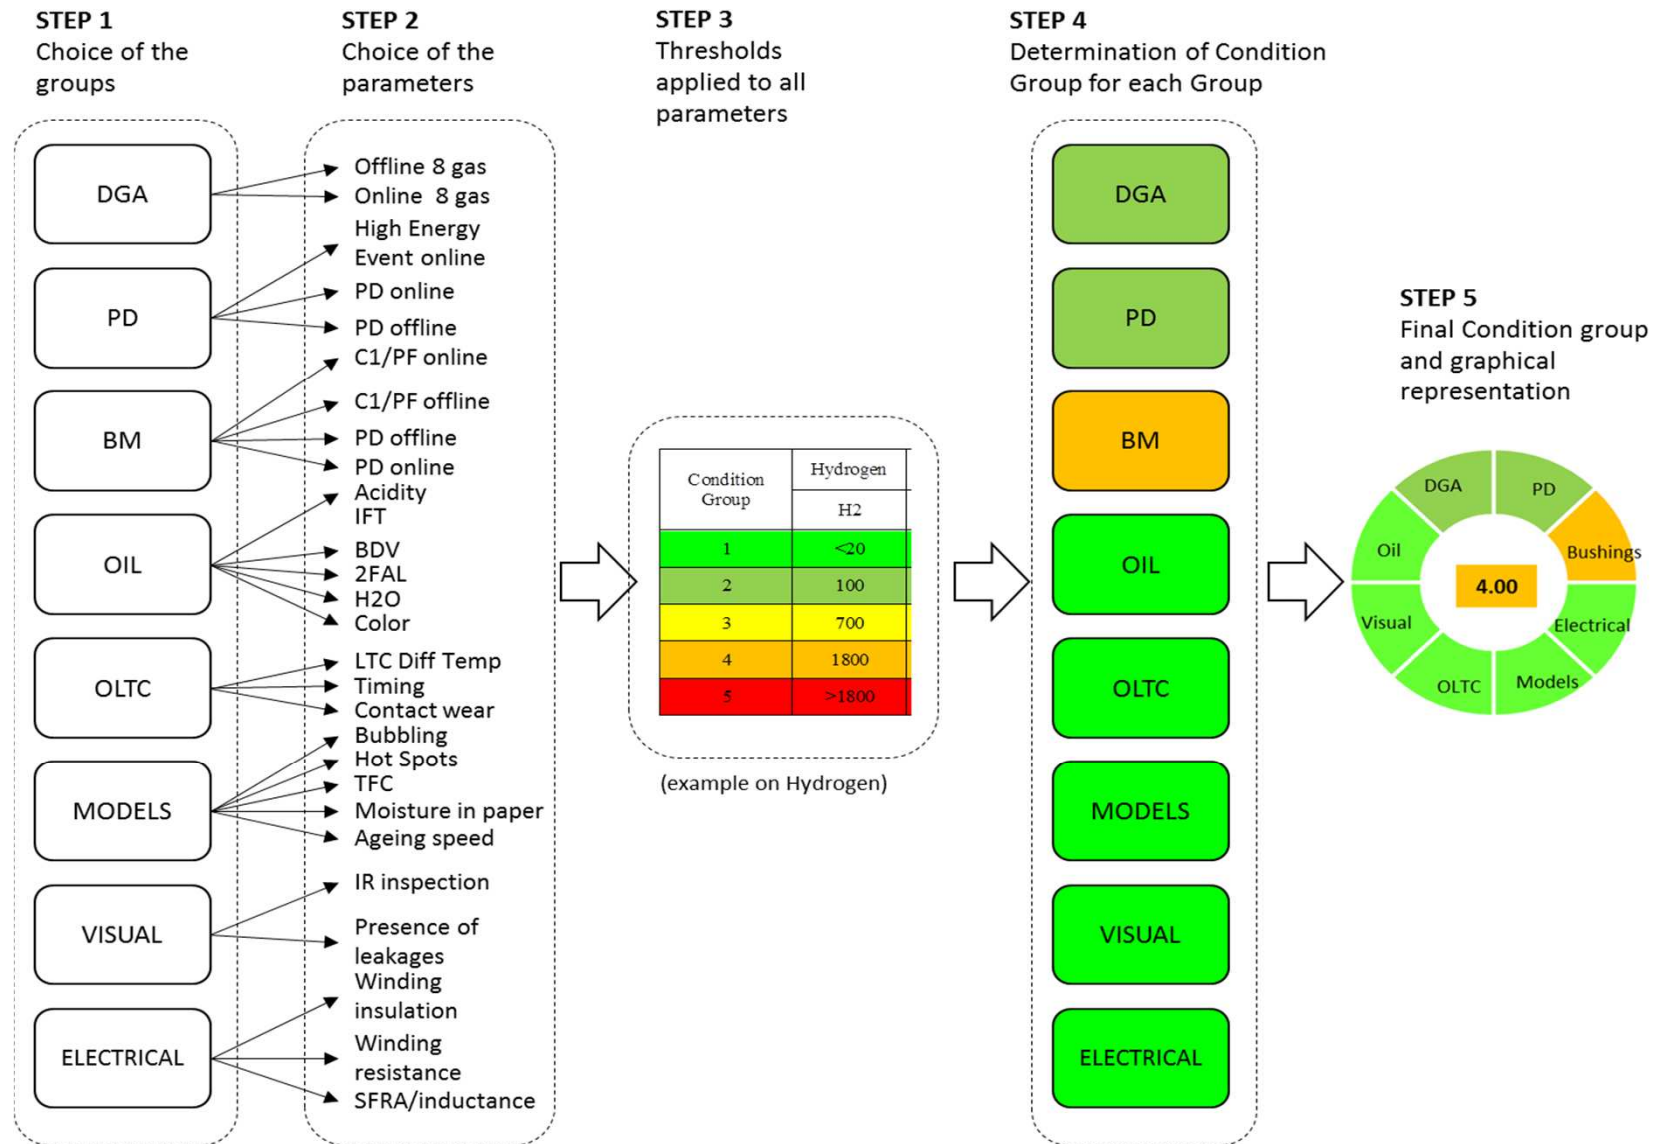 STEP 1
Choice of the
groups
STEP 2
Choice of the
parameters
STEP 3
Thresholds
applied to all
parameters
STEP 4
Determination of Condition
Group for each Group
DGA
PD
BM
OIL
OLTC
MODELS
VISUAL
ELECTRICAL
Offline 8 gas
Online 8 gas
High Energy
Event online
PD online
PD offline
C1/PF online
C1/PF offline
PD offline
PD online
Acidity
IFT
BDV
2FAL
H2O
Color
LTC Diff Temp
Timing
Contact wear
Bubbling
Hot Spots
TFC
Moisture in paper
Ageing speed
IR inspection
Presence of
leakages
Winding
insulation
Winding
resistance
SFRA/inductance
Condition
Group
Hydrogen
H2
1 <20
2 100
3 700
4 1800
5 >1800
(example on Hydrogen)
DGA
PD
BM
OIL
OLTC
MODELS
VISUAL
ELECTRICAL
STEP 5
Final Condition group
and graphical
representation
DGA
PD
Bushings
Electrical
Models
OLTC
Visual
Oil
4.00